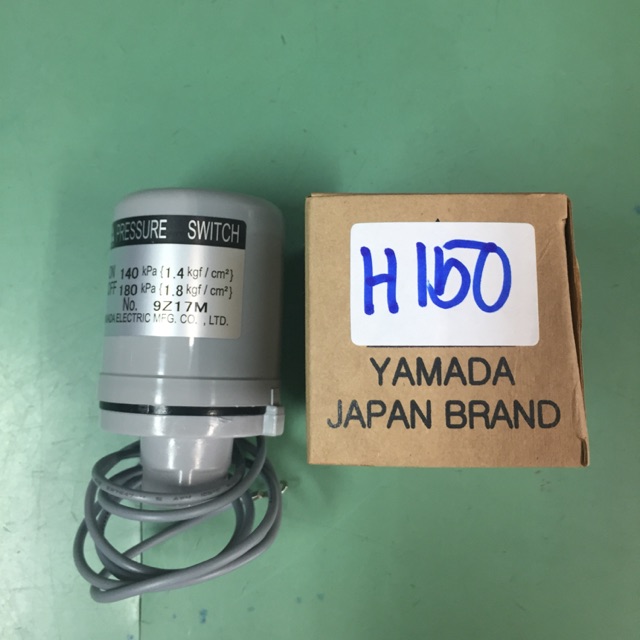 PRESSURE SWITCH
140 kPa {1.4 kgf/cm²}
180 kPa {1.8 kgf/cm²}
No. 9Z17M
ELECTRIC MFG. CO., LTD.
H150
YAMADA
JAPAN BRAND